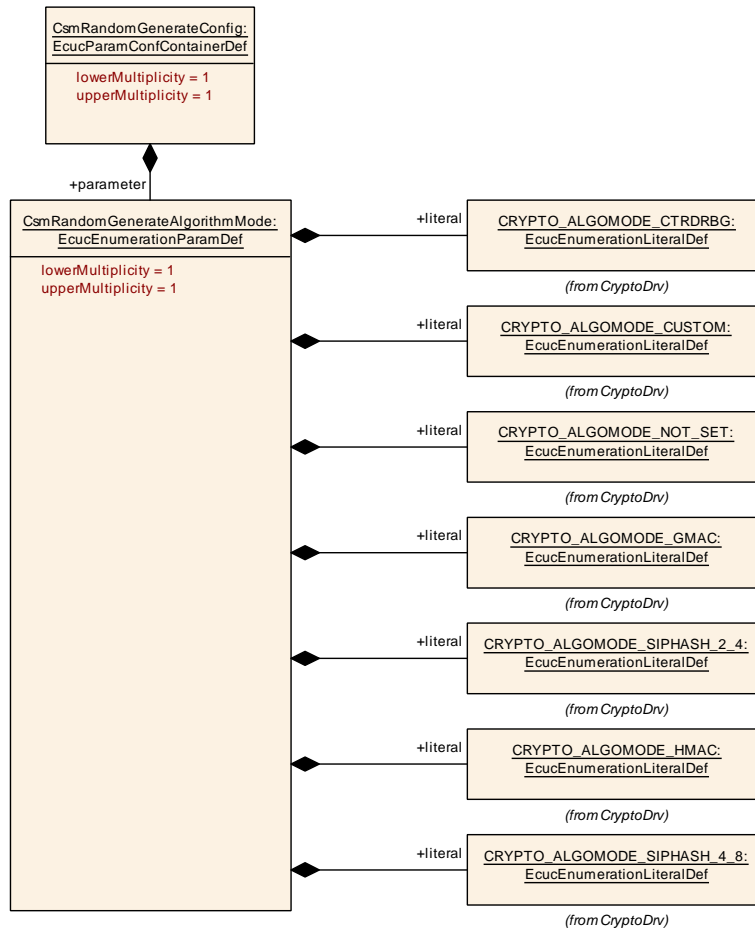 CsmRandomGenerateConfig:
EcucParamConfContainerDef
lowerMultiplicity = 1
upperMultiplicity = 1
+parameter
CsmRandomGenerateAlgorithmMode:
EcucEnumerationParamDef
lowerMultiplicity = 1
upperMultiplicity = 1
+literal
CRYPTO_ALGOMODE_CTRDRBG:
EcucEnumerationLiteralDef
(from CryptoDrv)
+literal
CRYPTO_ALGOMODE_CUSTOM:
EcucEnumerationLiteralDef
(from CryptoDrv)
+literal
CRYPTO_ALGOMODE_NOT_SET:
EcucEnumerationLiteralDef
(from CryptoDrv)
+literal
CRYPTO_ALGOMODE_GMAC:
EcucEnumerationLiteralDef
(from CryptoDrv)
+literal
CRYPTO_ALGOMODE_SIPHASH_2_4:
EcucEnumerationLiteralDef
(from CryptoDrv)
+literal
CRYPTO_ALGOMODE_HMAC:
EcucEnumerationLiteralDef
(from CryptoDrv)
+literal
CRYPTO_ALGOMODE_SIPHASH_4_8:
EcucEnumerationLiteralDef
(from CryptoDrv)